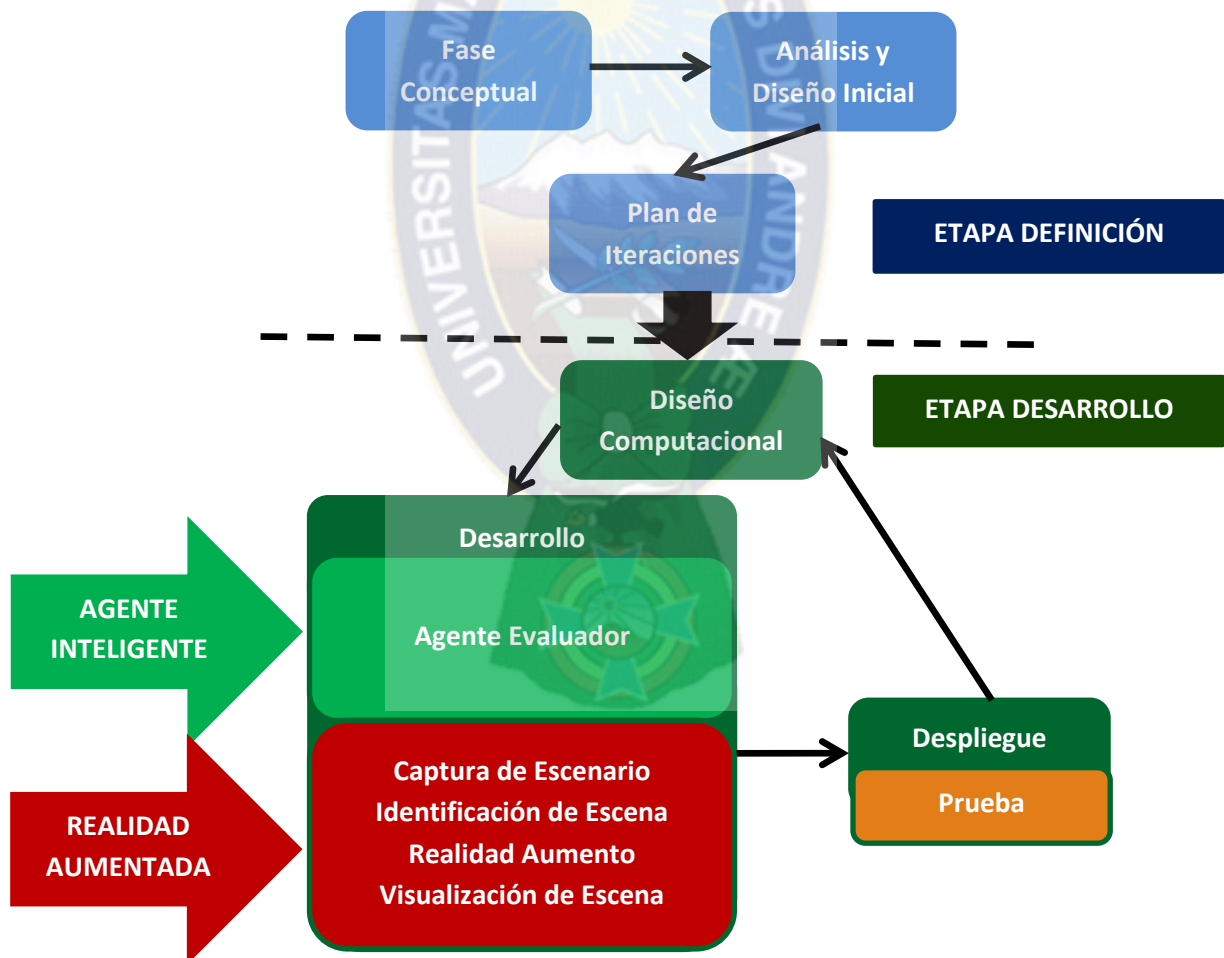 Fase
Conceptual
Análisis y
Diseño Inicial
Plan de
Iteraciones
ETAPA DEFINICIÓN
Diseño
Computacional
ETAPA DESARROLLO
Desarrollo
AGENTE
INTELIGENTE
Agente Evaluador
Despliegue
Prueba
REALIDAD
AUMENTADA
Captura de Escenario
Identificación de Escena
Realidad Aumento
Visualización de Escena